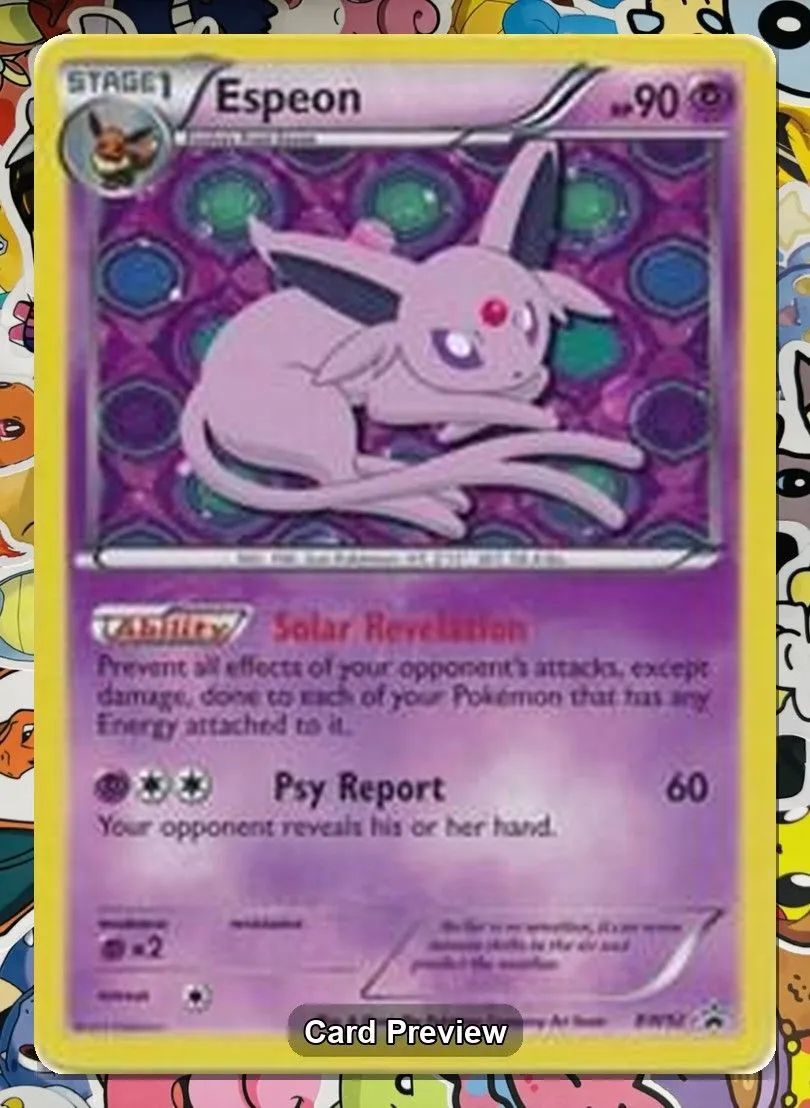 STAGE1
Espeon
HP90
Ability Solar Revelation
Prevent all effects of your opponent's attacks, except
damage, done to each of your Pokémon that has any
Energy attached to it.
Psy Report 60
Your opponent reveals his or her hand.
×2
Card Preview